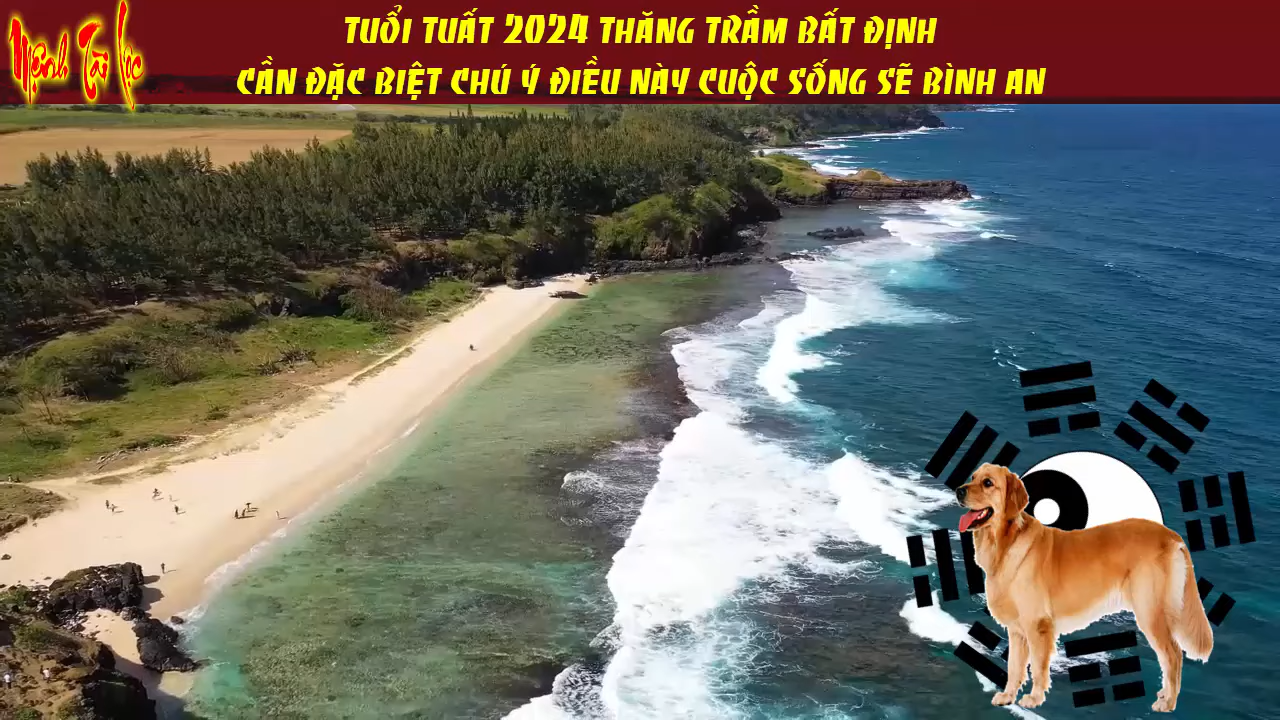 Mệnh Tài Lộc
TUỔI TUẤT 2024 THĂNG TRẦM BẤT ĐỊNH
CẦN ĐẶC BIỆT CHÚ Ý ĐIỀU NÀY CUỘC SỐNG SẼ BÌNH AN